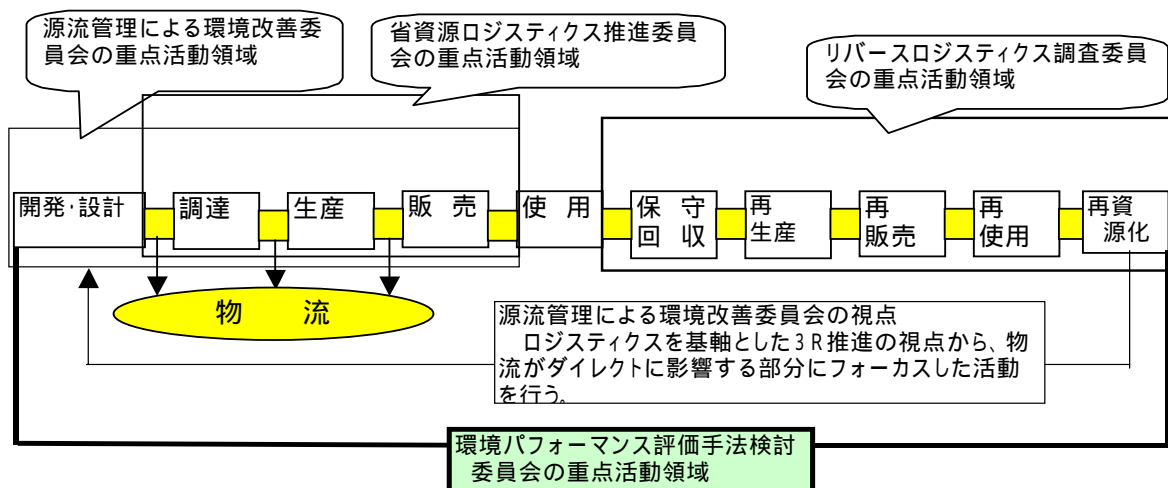 源流管理による環境改善委
員会の重点活動領域
省資源ロジスティクス推進委員
会の重点活動領域
リバースロジスティクス調査委員
会の重点活動領域
開発・設計
調達
生産
販 売
使 用
保 守
回 収
再
生産
再
販売
再
使用
再資
源化
物 流
源流管理による環境改善委員会の視点
ロジスティクスを基軸とした3R推進の視点から、物
流がダイレクトに影響する部分にフォーカスした活動
を行う。
環境パフォーマンス評価手法検討
委員会の重点活動領域